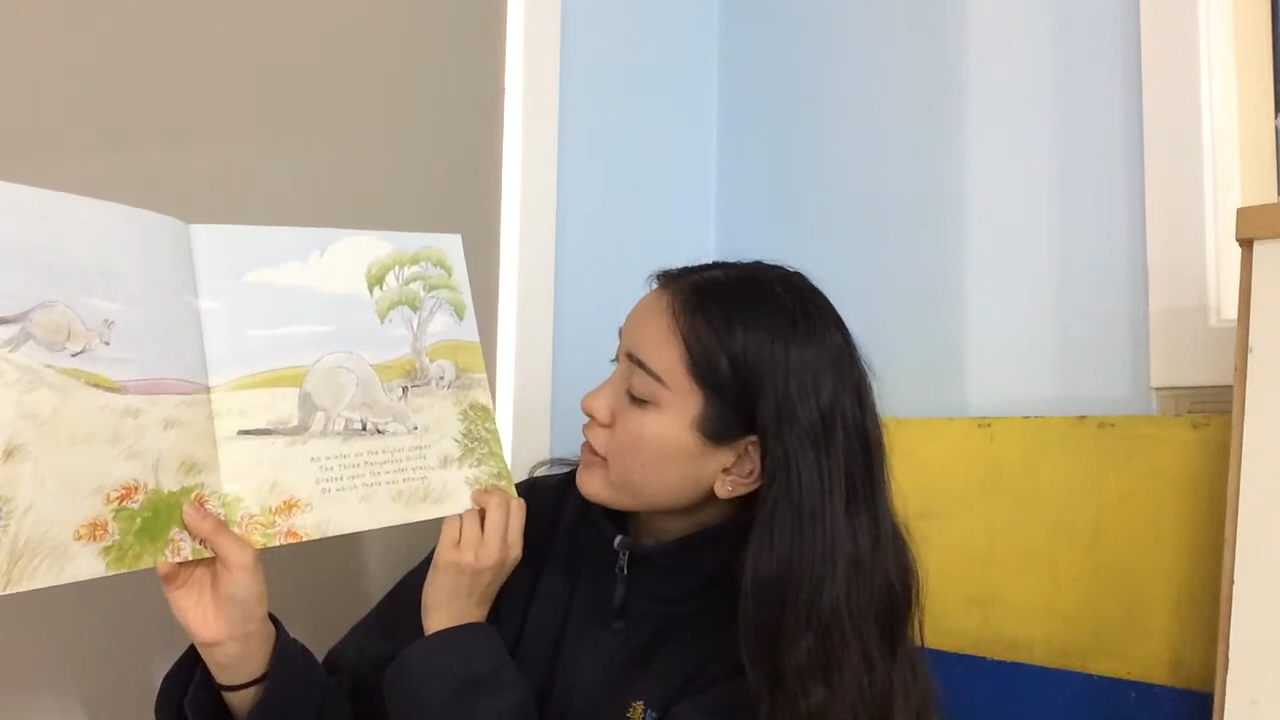 All winter on the higher slopes
The Three Kangaroos Gruff
Grazed upon the winter grass,
Of which there was enough.